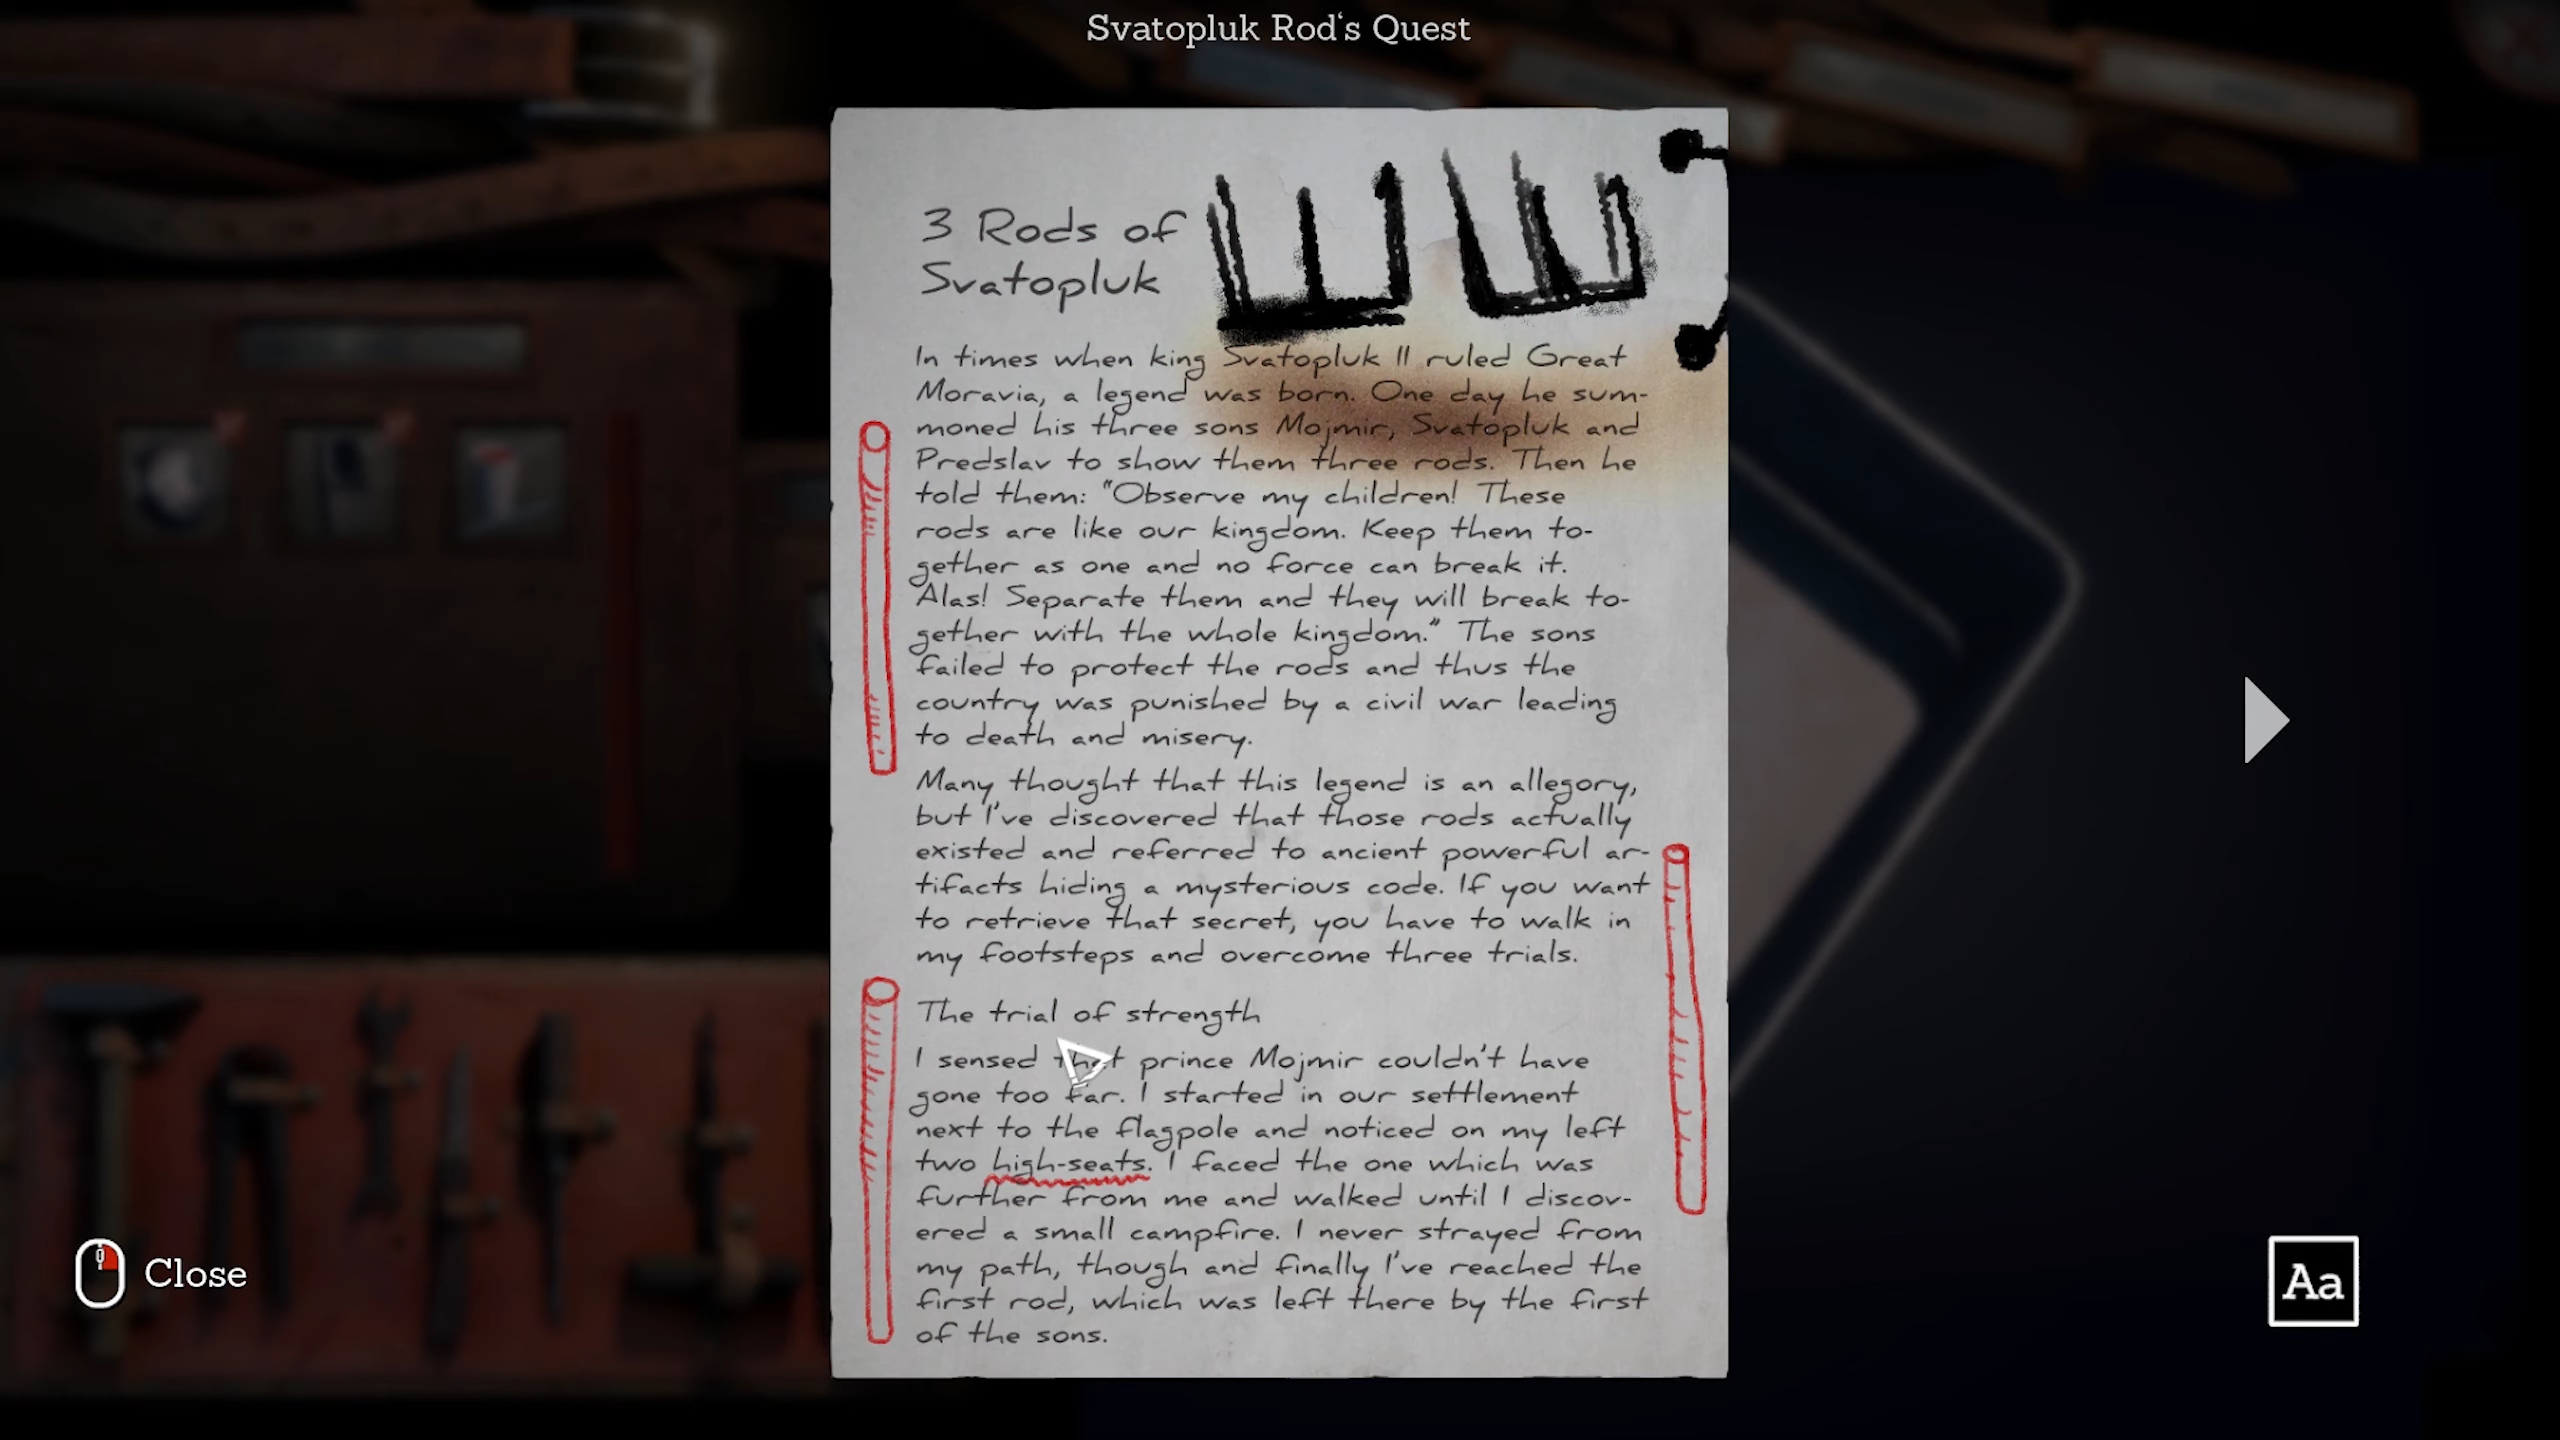 Svatopluk Rod's Quest
3 Rods of
Svatopluk
In times when king Svatopluk II ruled Great
Moravia, a legend was born. One day he sum-
moned his three sons Mojmir, Svatopluk and
Predslav to show them three rods. Then he
told them: "Observe my children! These
rods are like our kingdom. Keep them to-
gether as one and no force can break it.
Alas! Separate them and they will break to-
gether with the whole kingdom." The sons
failed to protect the rods and thus the
country was punished by a civil war leading
to death and misery.
Many thought that this legend is an allegory,
but I've discovered that those rods actually
existed and referred to ancient powerful ar-
tifacts hiding a mysterious code. If you want
to retrieve that secret, you have to walk in
my footsteps and overcome three trials.
The trial of strength
I sensed that prince Mojmir couldn't have
gone too far. I started in our settlement
next to the flagpole and noticed on my left
two high-seats. I faced the one which was
further from me and walked until I discov-
ered a small campfire. I never strayed from
my path, though and finally I've reached the
first rod, which was left there by the first
of the sons.
Close
Aa